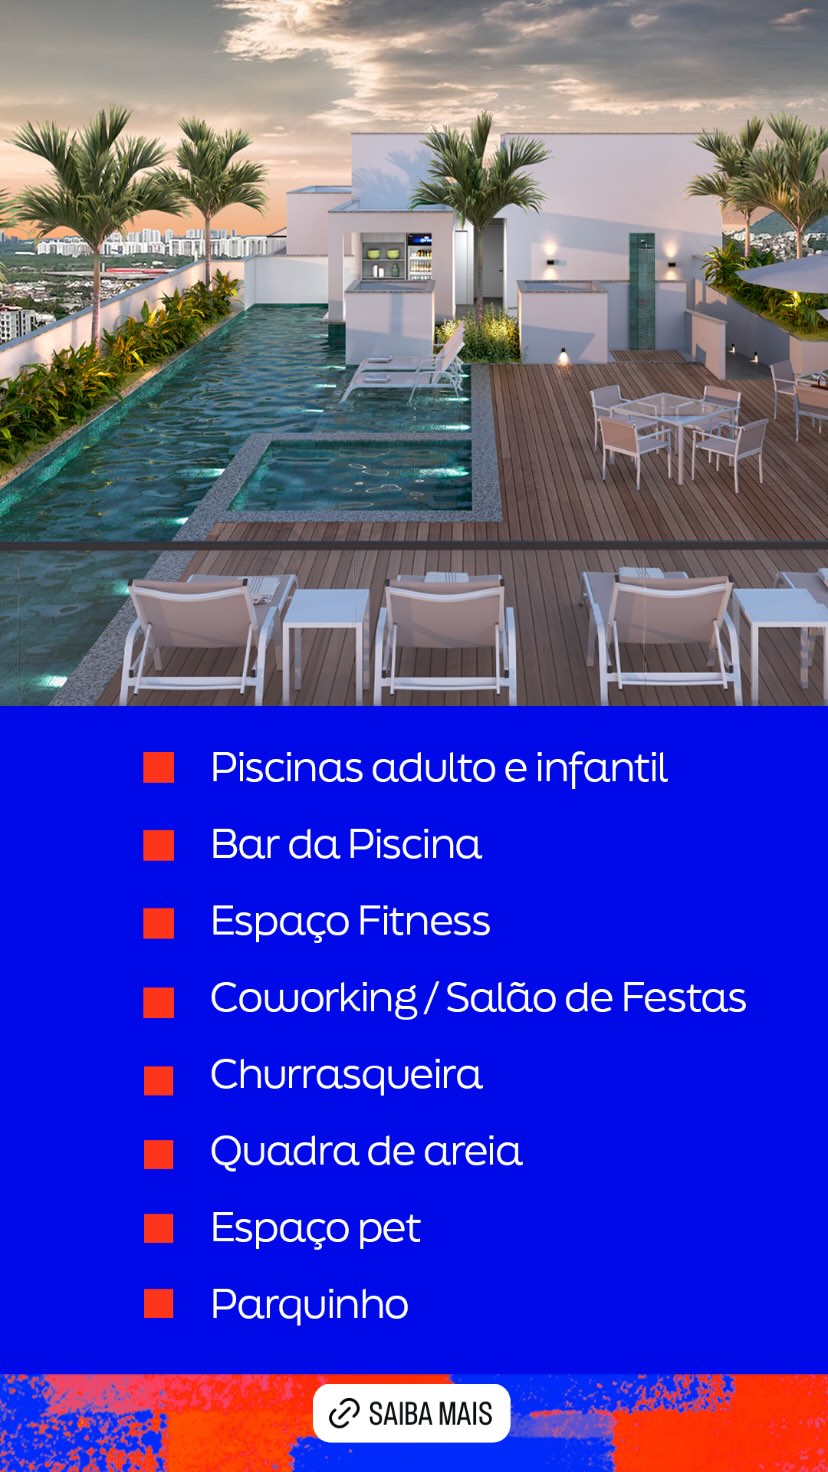 Piscinas adulto e infantil
Bar da Piscina
Espaço Fitness
Coworking / Salão de Festas
Churrasqueira
Quadra de areia
Espaço pet
Parquinho
SAIBA MAIS